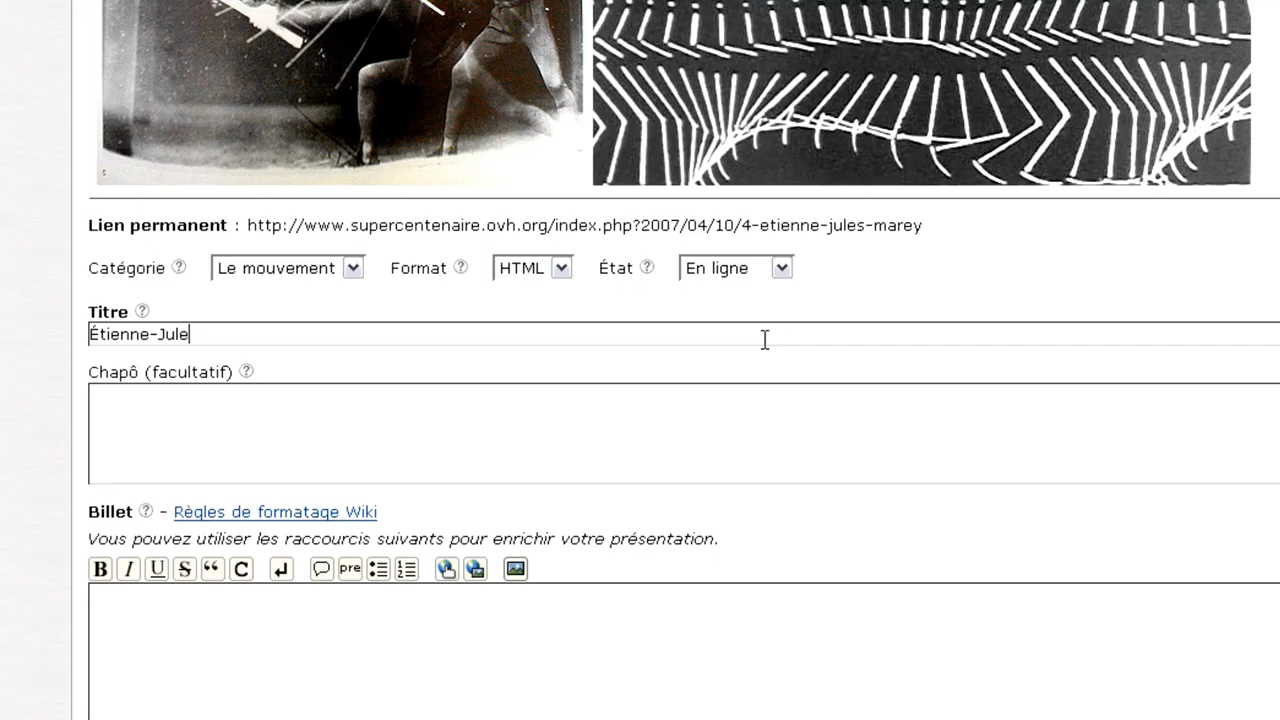 Lien permanent : http://www.supercentenaire.ovh.org/index.php?2007/04/10/4-etienne-jules-marey
Catégorie ? Le mouvement Format ? HTML État ? En ligne
Titre ?
Étienne-Jule
Chapô (facultatif) ?
Billet ? - Règles de formatage Wiki
Vous pouvez utiliser les raccourcis suivants pour enrichir votre présentation.
B I U S “ C pre